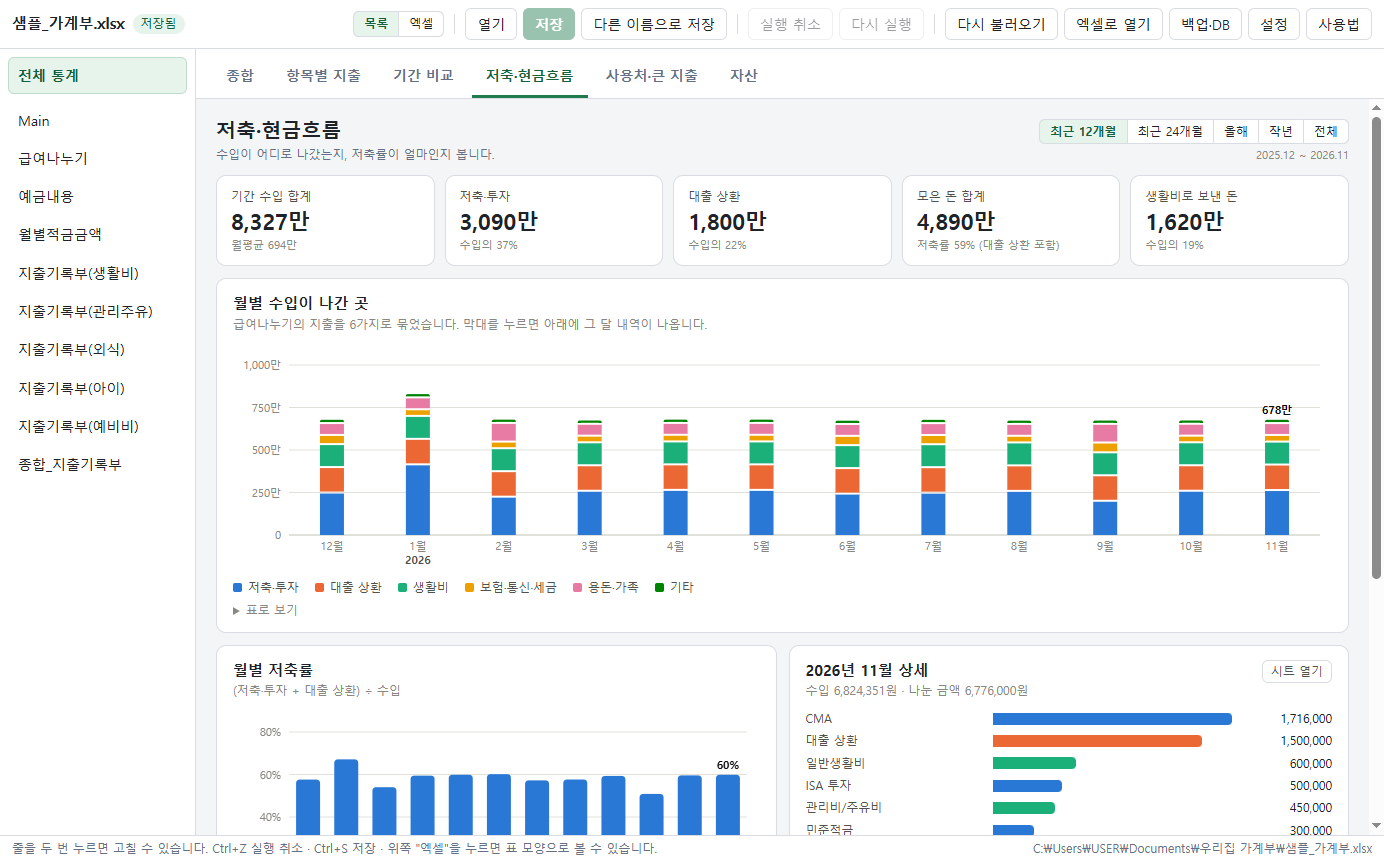 샘플_가계부.xlsx 저장됨 목록 엑셀 열기 저장 다른 이름으로 저장 실행 취소 다시 실행 다시 불러오기 엑셀로 열기 백업·DB 설정 사용법
전체 통계
Main
급여나누기
예금내용
월별적금금액
지출기록부(생활비)
지출기록부(관리주유)
지출기록부(외식)
지출기록부(아이)
지출기록부(예비비)
종합_지출기록부
종합 항목별 지출 기간 비교 저축·현금흐름 사용처·큰 지출 자산
저축·현금흐름
수입이 어디로 나갔는지, 저축률이 얼마인지 봅니다.
최근 12개월 최근 24개월 올해 작년 전체
2025.12 ~ 2026.11
기간 수입 합계
8,327만
월평균 694만
저축·투자
3,090만
수입의 37%
대출 상환
1,800만
수입의 22%
모은 돈 합계
4,890만
저축률 59% (대출 상환 포함)
생활비로 보낸 돈
1,620만
수입의 19%
월별 수입이 나간 곳
급여나누기의 지출을 6가지로 묶었습니다. 막대를 누르면 아래에 그 달 내역이 나옵니다.
1,000만
750만
500만
250만
0
678만
12월 1월 2월 3월 4월 5월 6월 7월 8월 9월 10월 11월
2026
저축·투자 대출 상환 생활비 보험·통신·세금 용돈·가족 기타
▶ 표로 보기
월별 저축률
(저축·투자 + 대출 상환) ÷ 수입
80%
60%
40%
60%
2026년 11월 상세
시트 열기
수입 6,824,351원 · 나눈 금액 6,776,000원
CMA 1,716,000
대출 상환 1,500,000
일반생활비 600,000
ISA 투자 500,000
관리비/주유비 450,000
민준적금 300,000
줄을 두 번 누르면 고칠 수 있습니다. Ctrl+Z 실행 취소 · Ctrl+S 저장 · 위쪽 "엑셀"을 누르면 표 모양으로 볼 수 있습니다.
C:₩Users₩USER₩Documents₩우리집 가계부₩샘플_가계부.xlsx